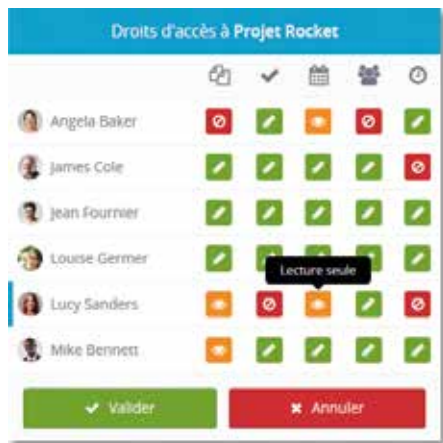 Droits d'accès à Projet Rocket
Angela Baker
James Cole
Jean Fournier
Louise Germer
Lecture seule
Lucy Sanders
Mike Bennett
Valider
Annuler